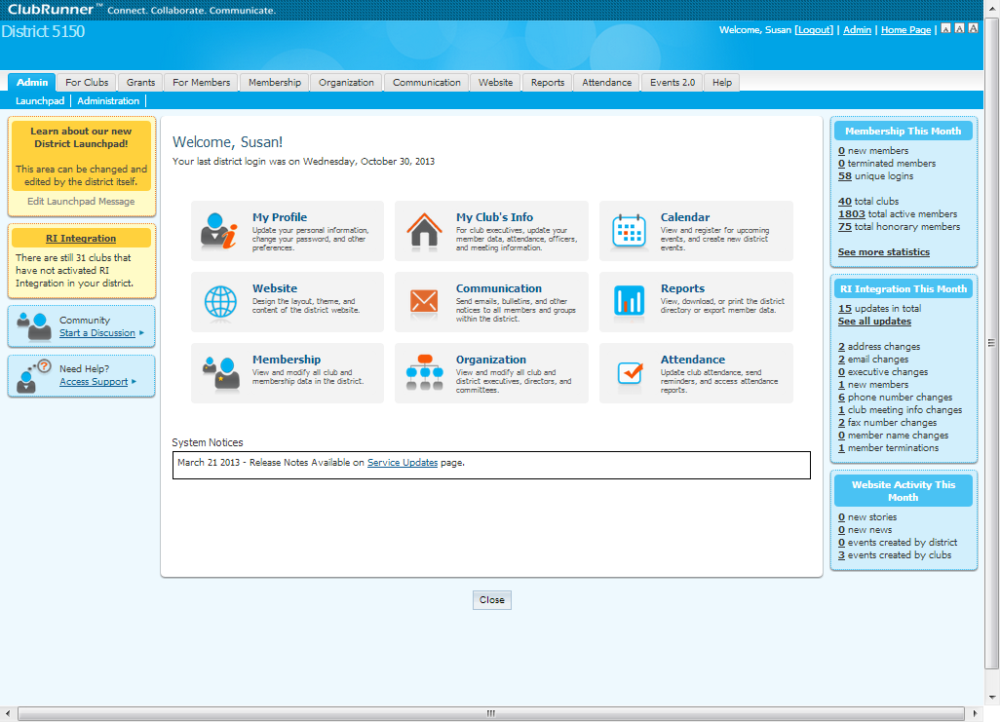 ClubRunner™ Connect. Collaborate. Communicate.
District 5150
Welcome, Susan [Logout] | Admin | Home Page | A A A
Admin For Clubs Grants For Members Membership Organization Communication Website Reports Attendance Events 2.0 Help
Launchpad | Administration |
Learn about our new
District Launchpad!
This area can be changed and
edited by the district itself.
Edit Launchpad Message
RI Integration
There are still 31 clubs that
have not activated RI
Integration in your district.
Community
Start a Discussion
Need Help?
Access Support
Welcome, Susan!
Your last district login was on Wednesday, October 30, 2013
My Profile
Update your personal information,
change your password, and other
preferences.
My Club's Info
For club executives, update your
member data, attendance, officers,
and meeting information.
Calendar
View and register for upcoming
events, and create new district
events.
Website
Design the layout, theme, and
content of the district website.
Communication
Send emails, bulletins, and other
notices to all members and groups
within the district.
Reports
View, download, or print the district
directory or export member data.
Membership
View and modify all club and
membership data in the district.
Organization
View and modify all club and
district executives, directors, and
committees.
Attendance
Update club attendance, send
reminders, and access attendance
reports.
System Notices
March 21 2013 - Release Notes Available on Service Updates page.
Close
Membership This Month
0 new members
0 terminated members
58 unique logins
40 total clubs
1803 total active members
75 total honorary members
See more statistics
RI Integration This Month
15 updates in total
See all updates
2 address changes
2 email changes
0 executive changes
1 new members
6 phone number changes
1 club meeting info changes
2 fax number changes
0 member name changes
1 member terminations
Website Activity This
Month
0 new stories
0 new news
0 events created by district
3 events created by clubs